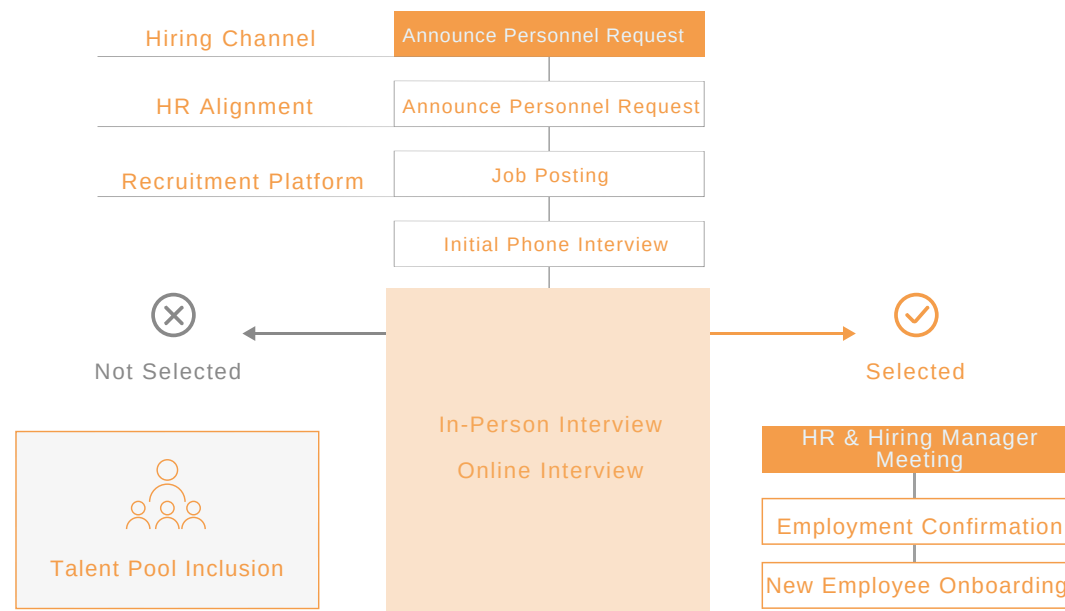 Hiring Channel
Announce Personnel Request
HR Alignment
Announce Personnel Request
Recruitment Platform
Job Posting
Initial Phone Interview
Not Selected
Selected
In-Person Interview
Online Interview
HR & Hiring Manager
Meeting
Employment Confirmation
Talent Pool Inclusion
New Employee Onboarding